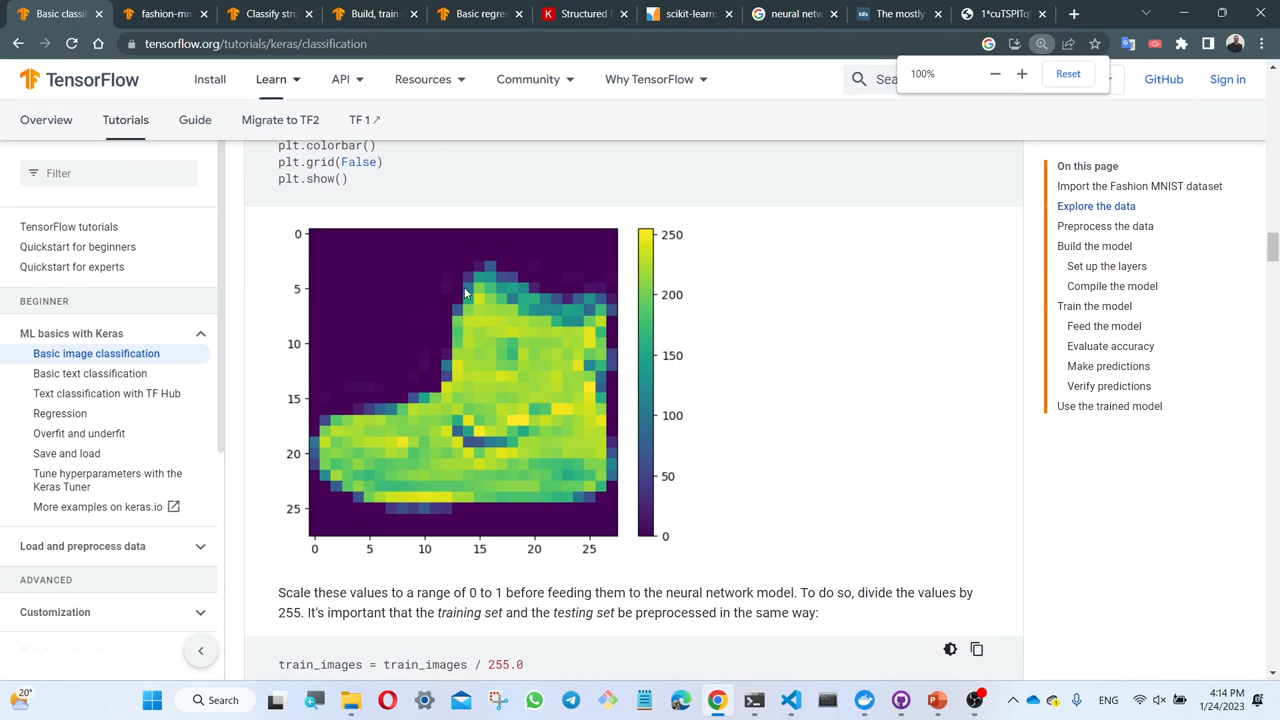 Basic classi
fashion-mn
Classify stru
Build, train
Basic regres
Structured
scikit-learn
neural netw
The mostly
1*cuTSPlTq
tensorflow.org/tutorials/keras/classification
TensorFlow
Install
Learn
API
Resources
Community
Why TensorFlow
Sea
100%
Reset
GitHub
Sign in
Overview
Tutorials
Guide
Migrate to TF2
TF 1
Filter
TensorFlow tutorials
Quickstart for beginners
Quickstart for experts
BEGINNER
ML basics with Keras
Basic image classification
Basic text classification
Text classification with TF Hub
Regression
Overfit and underfit
Save and load
Tune hyperparameters with the
Keras Tuner
More examples on keras.io
Load and preprocess data
ADVANCED
Customization
plt.colorbar()
plt.grid(False)
plt.show()
0
5
10
15
20
25
0 5 10 15 20 25
250
200
150
100
50
0
Scale these values to a range of 0 to 1 before feeding them to the neural network model. To do so, divide the values by
255. It's important that the training set and the testing set be preprocessed in the same way:
train_images = train_images / 255.0
On this page
Import the Fashion MNIST dataset
Explore the data
Preprocess the data
Build the model
Set up the layers
Compile the model
Train the model
Feed the model
Evaluate accuracy
Make predictions
Verify predictions
Use the trained model
20°
Search
ENG
4:14 PM
1/24/2023